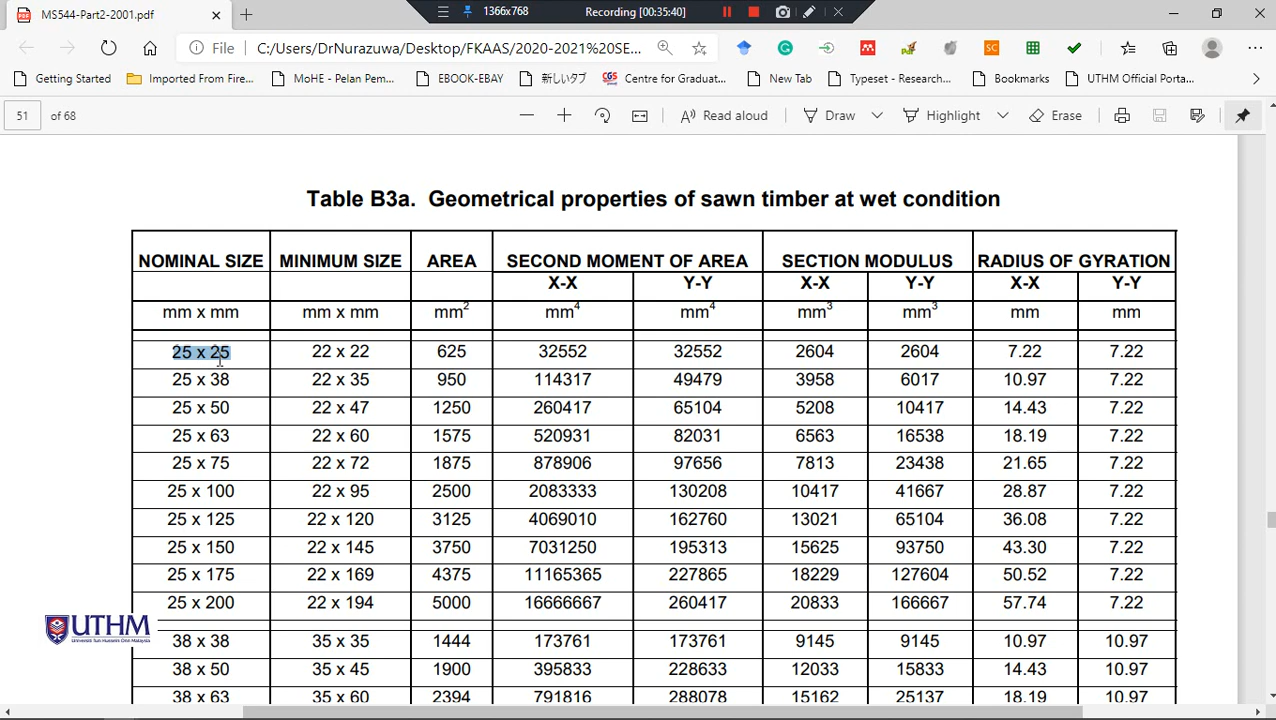 MS544-Part2-2001.pdf
1366x768
Recording [00:35:40]
File
C:/Users/DrNurazuwa/Desktop/FKAAS/2020-2021%20SE...
Getting Started
Imported From Fire...
MoHE - Pelan Pem...
EBOOK-EBAY
新しいタブ
Centre for Graduat...
New Tab
Typeset - Research...
Bookmarks
UTHM Official Porta...
51 of 68
Read aloud
Draw
Highlight
Erase
Table B3a. Geometrical properties of sawn timber at wet condition
NOMINAL SIZE MINIMUM SIZE AREA SECOND MOMENT OF AREA SECTION MODULUS RADIUS OF GYRATION
X-X Y-Y X-X Y-Y X-X Y-Y
mm x mm mm x mm mm2 mm4 mm4 mm3 mm3 mm mm
25 x 25 22 x 22 625 32552 32552 2604 2604 7.22 7.22
25 x 38 22 x 35 950 114317 49479 3958 6017 10.97 7.22
25 x 50 22 x 47 1250 260417 65104 5208 10417 14.43 7.22
25 x 63 22 x 60 1575 520931 82031 6563 16538 18.19 7.22
25 x 75 22 x 72 1875 878906 97656 7813 23438 21.65 7.22
25 x 100 22 x 95 2500 2083333 130208 10417 41667 28.87 7.22
25 x 125 22 x 120 3125 4069010 162760 13021 65104 36.08 7.22
25 x 150 22 x 145 3750 7031250 195313 15625 93750 43.30 7.22
25 x 175 22 x 169 4375 11165365 227865 18229 127604 50.52 7.22
25 x 200 22 x 194 5000 16666667 260417 20833 166667 57.74 7.22
UTHM
Universiti Tun Hussein Onn Malaysia
38 x 38 35 x 35 1444 173761 173761 9145 9145 10.97 10.97
38 x 50 35 x 45 1900 395833 228633 12033 15833 14.43 10.97
38 x 63 35 x 60 2394 791816 288078 15162 25137 18.19 10.97